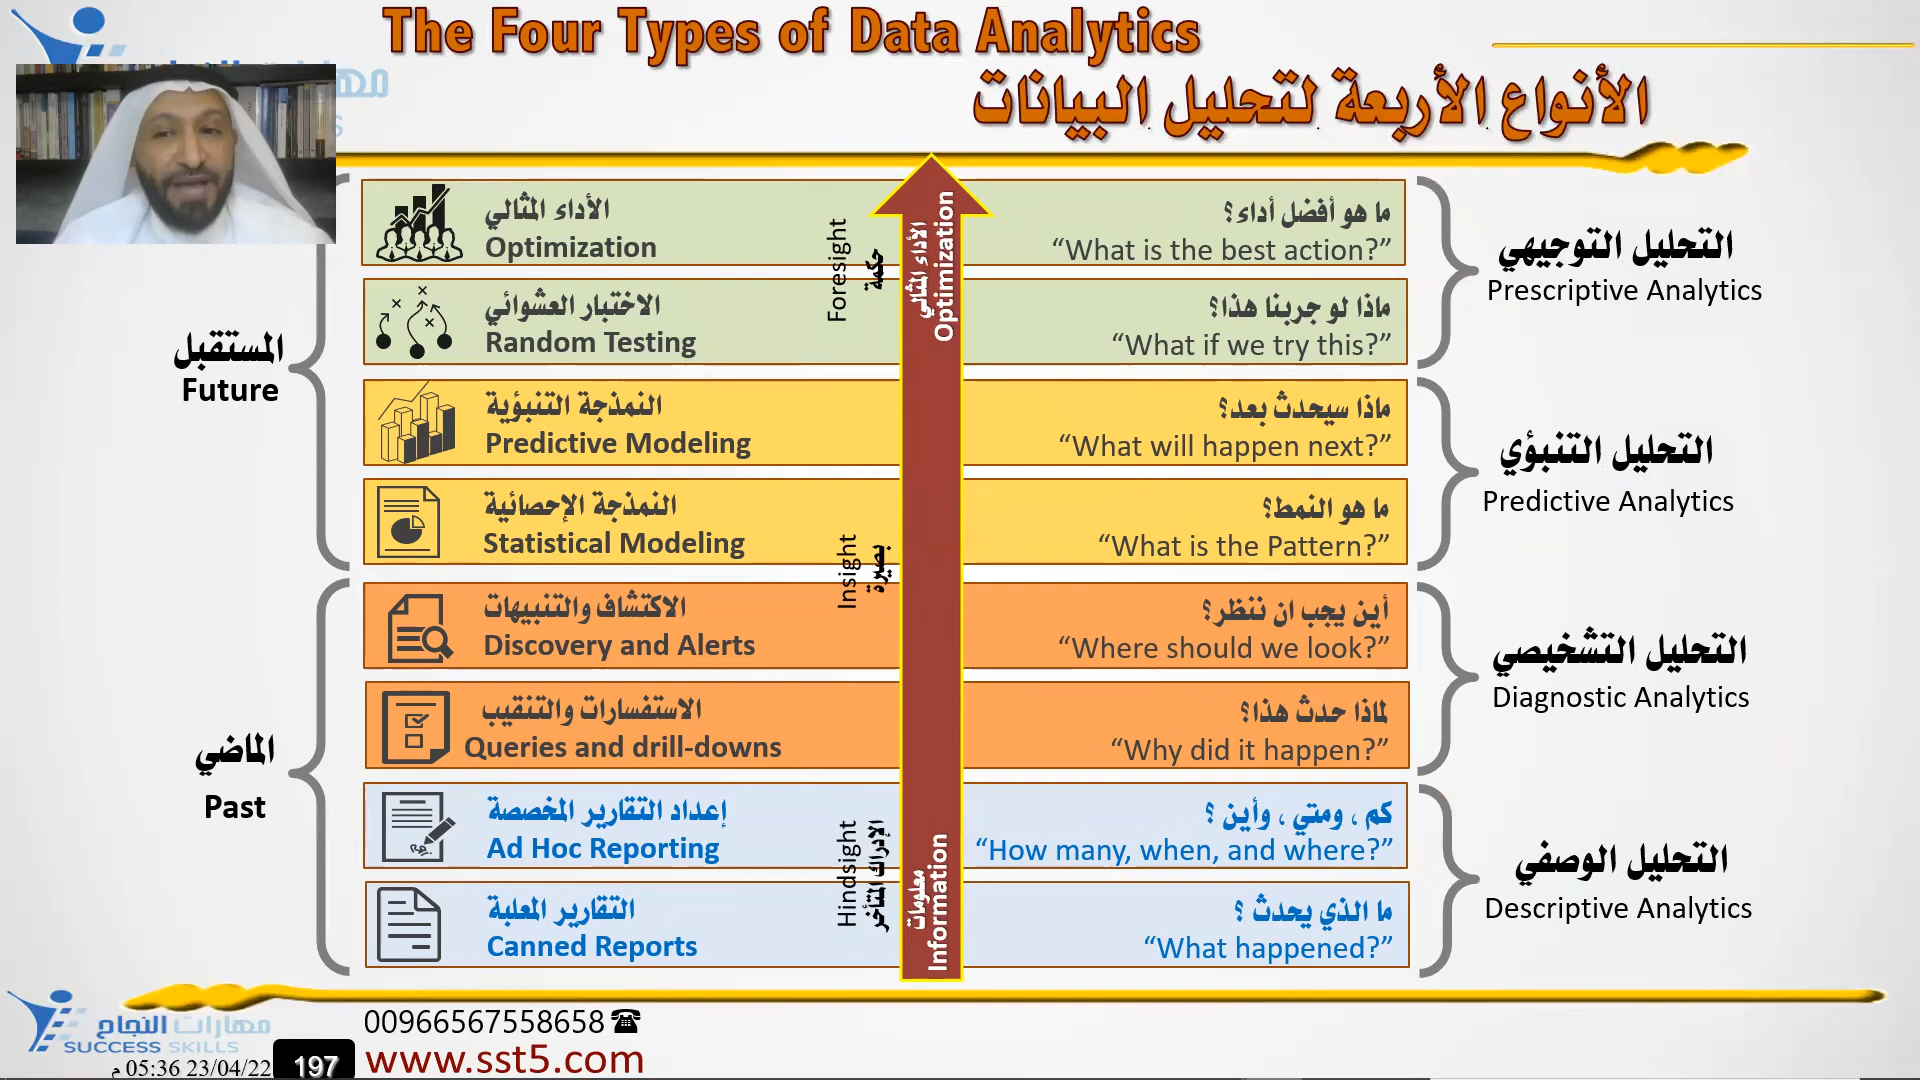 The Four Types of Data Analytics
الأنواع الأربعة لتحليل البيانات
الأداء المثالي
Optimization
ما هو أفضل أداء؟
“What is the best action?”
الاختبار العشوائي
Random Testing
ماذا لو جربنا هذا؟
“What if we try this?”
التحليل التوجيهي
Prescriptive Analytics
النمذجة التنبؤية
Predictive Modeling
ماذا سيحدث بعد؟
“What will happen next?”
النمذجة الإحصائية
Statistical Modeling
ما هو النمط؟
“What is the Pattern?”
التحليل التنبؤي
Predictive Analytics
المستقبل
Future
الاكتشاف والتنبيهات
Discovery and Alerts
أين يجب ان ننظر؟
“Where should we look?”
الاستفسارات والتنقيب
Queries and drill-downs
لماذا حدث هذا؟
“Why did it happen?”
التحليل التشخيصي
Diagnostic Analytics
إعداد التقارير المخصصة
Ad Hoc Reporting
كم ، ومتي ، وأين ؟
“How many, when, and where?”
التقارير المعلبة
Canned Reports
ما الذي يحدث ؟
“What happened?”
التحليل الوصفي
Descriptive Analytics
الماضي
Past
Foresight
حكمة
Insight
بصيرة
Hindsight
الإدراك المتأخر
الأداء المثالي
Optimization
معلومات
Information
مهارات النجاح
SUCCESS SKILLS
05:36 23/04/22 م
197
00966567558658
www.sst5.com